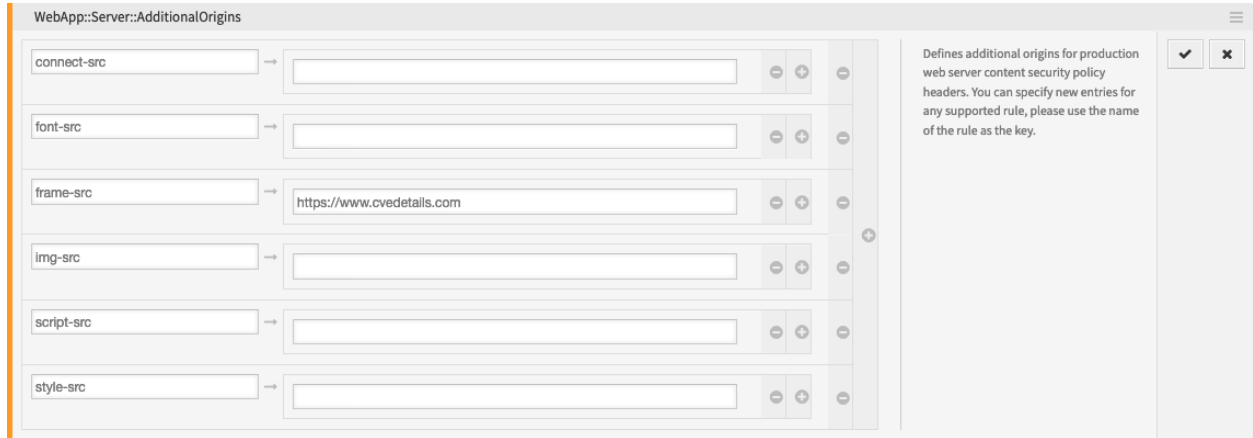 WebApp::Server::AdditionalOrigins
connect-src
font-src
frame-src
https://www.cvedetails.com
img-src
script-src
style-src
Defines additional origins for production
web server content security policy
headers. You can specify new entries for
any supported rule, please use the name
of the rule as the key.